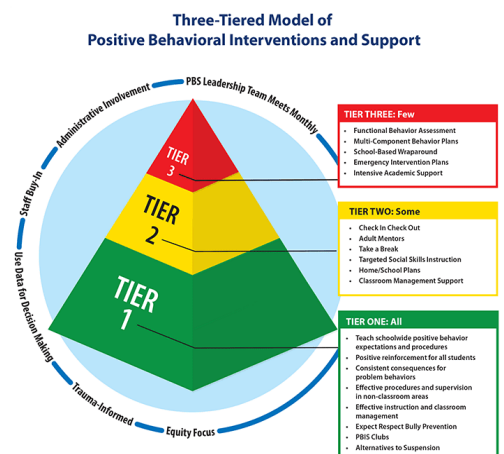 Three-Tiered Model of
Positive Behavioral Interventions and Support
PBS Leadership Team Meets Monthly
Administrative Involvement
Staff Buy-In
Use Data for Decision Making
Trauma-Informed
Equity Focus
TIER
3
TIER
2
TIER
1
TIER THREE: Few
• Functional Behavior Assessment
• Multi-Component Behavior Plans
• School-Based Wraparound
• Emergency Intervention Plans
• Intensive Academic Support
TIER TWO: Some
• Check In Check Out
• Adult Mentors
• Take a Break
• Targeted Social Skills Instruction
• Home/School Plans
• Classroom Management Support
TIER ONE: All
• Teach schoolwide positive behavior
expectations and procedures
• Positive reinforcement for all students
• Consistent consequences for
problem behaviors
• Effective procedures and supervision
in non-classroom areas
• Effective instruction and classroom
management
• Expect Respect Bully Prevention
• PBIS Clubs
• Alternatives to Suspension